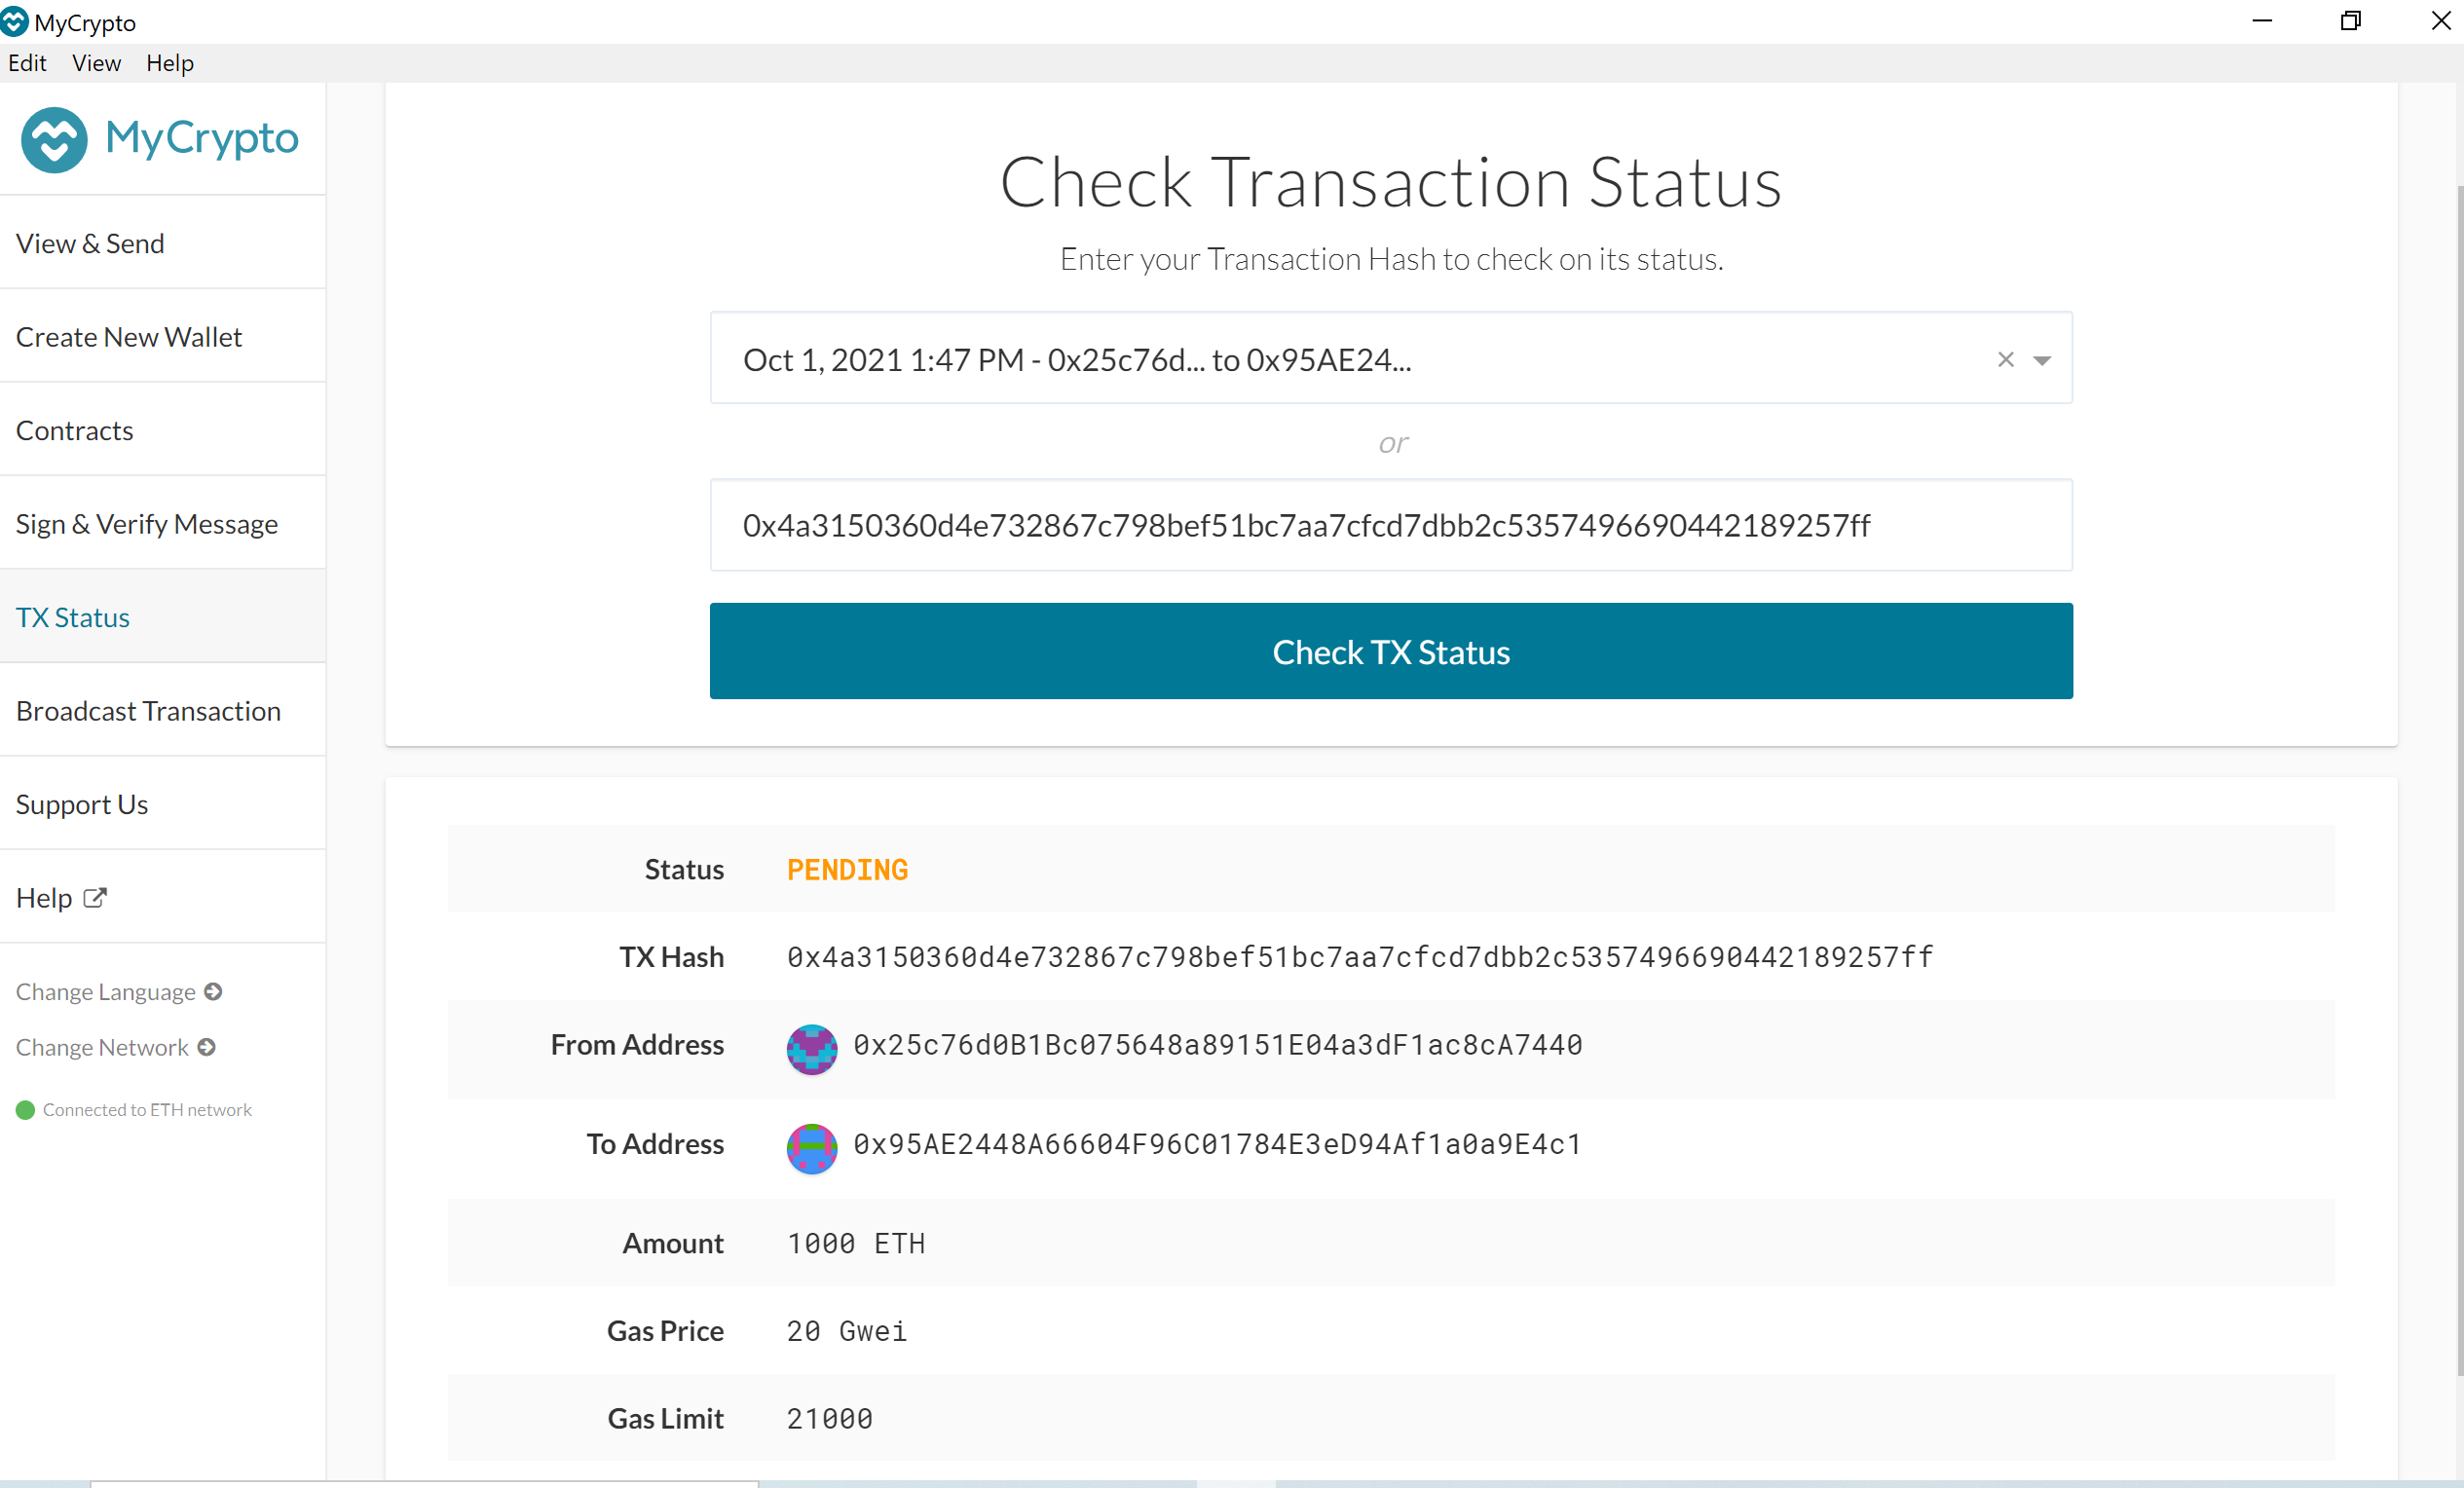 MyCrypto
Edit View Help
MyCrypto
View & Send
Create New Wallet
Contracts
Sign & Verify Message
TX Status
Broadcast Transaction
Support Us
Help
Change Language
Change Network
Connected to ETH network
Check Transaction Status
Enter your Transaction Hash to check on its status.
Oct 1, 2021 1:47 PM - 0x25c76d... to 0x95AE24...
or
0x4a3150360d4e732867c798bef51bc7aa7cfcd7dbb2c5357496690442189257ff
Check TX Status
Status PENDING
TX Hash 0x4a3150360d4e732867c798bef51bc7aa7cfcd7dbb2c5357496690442189257ff
From Address 0x25c76d0B1Bc075648a89151E04a3dF1ac8cA7440
To Address 0x95AE2448A66604F96C01784E3eD94Af1a0a9E4c1
Amount 1000 ETH
Gas Price 20 Gwei
Gas Limit 21000